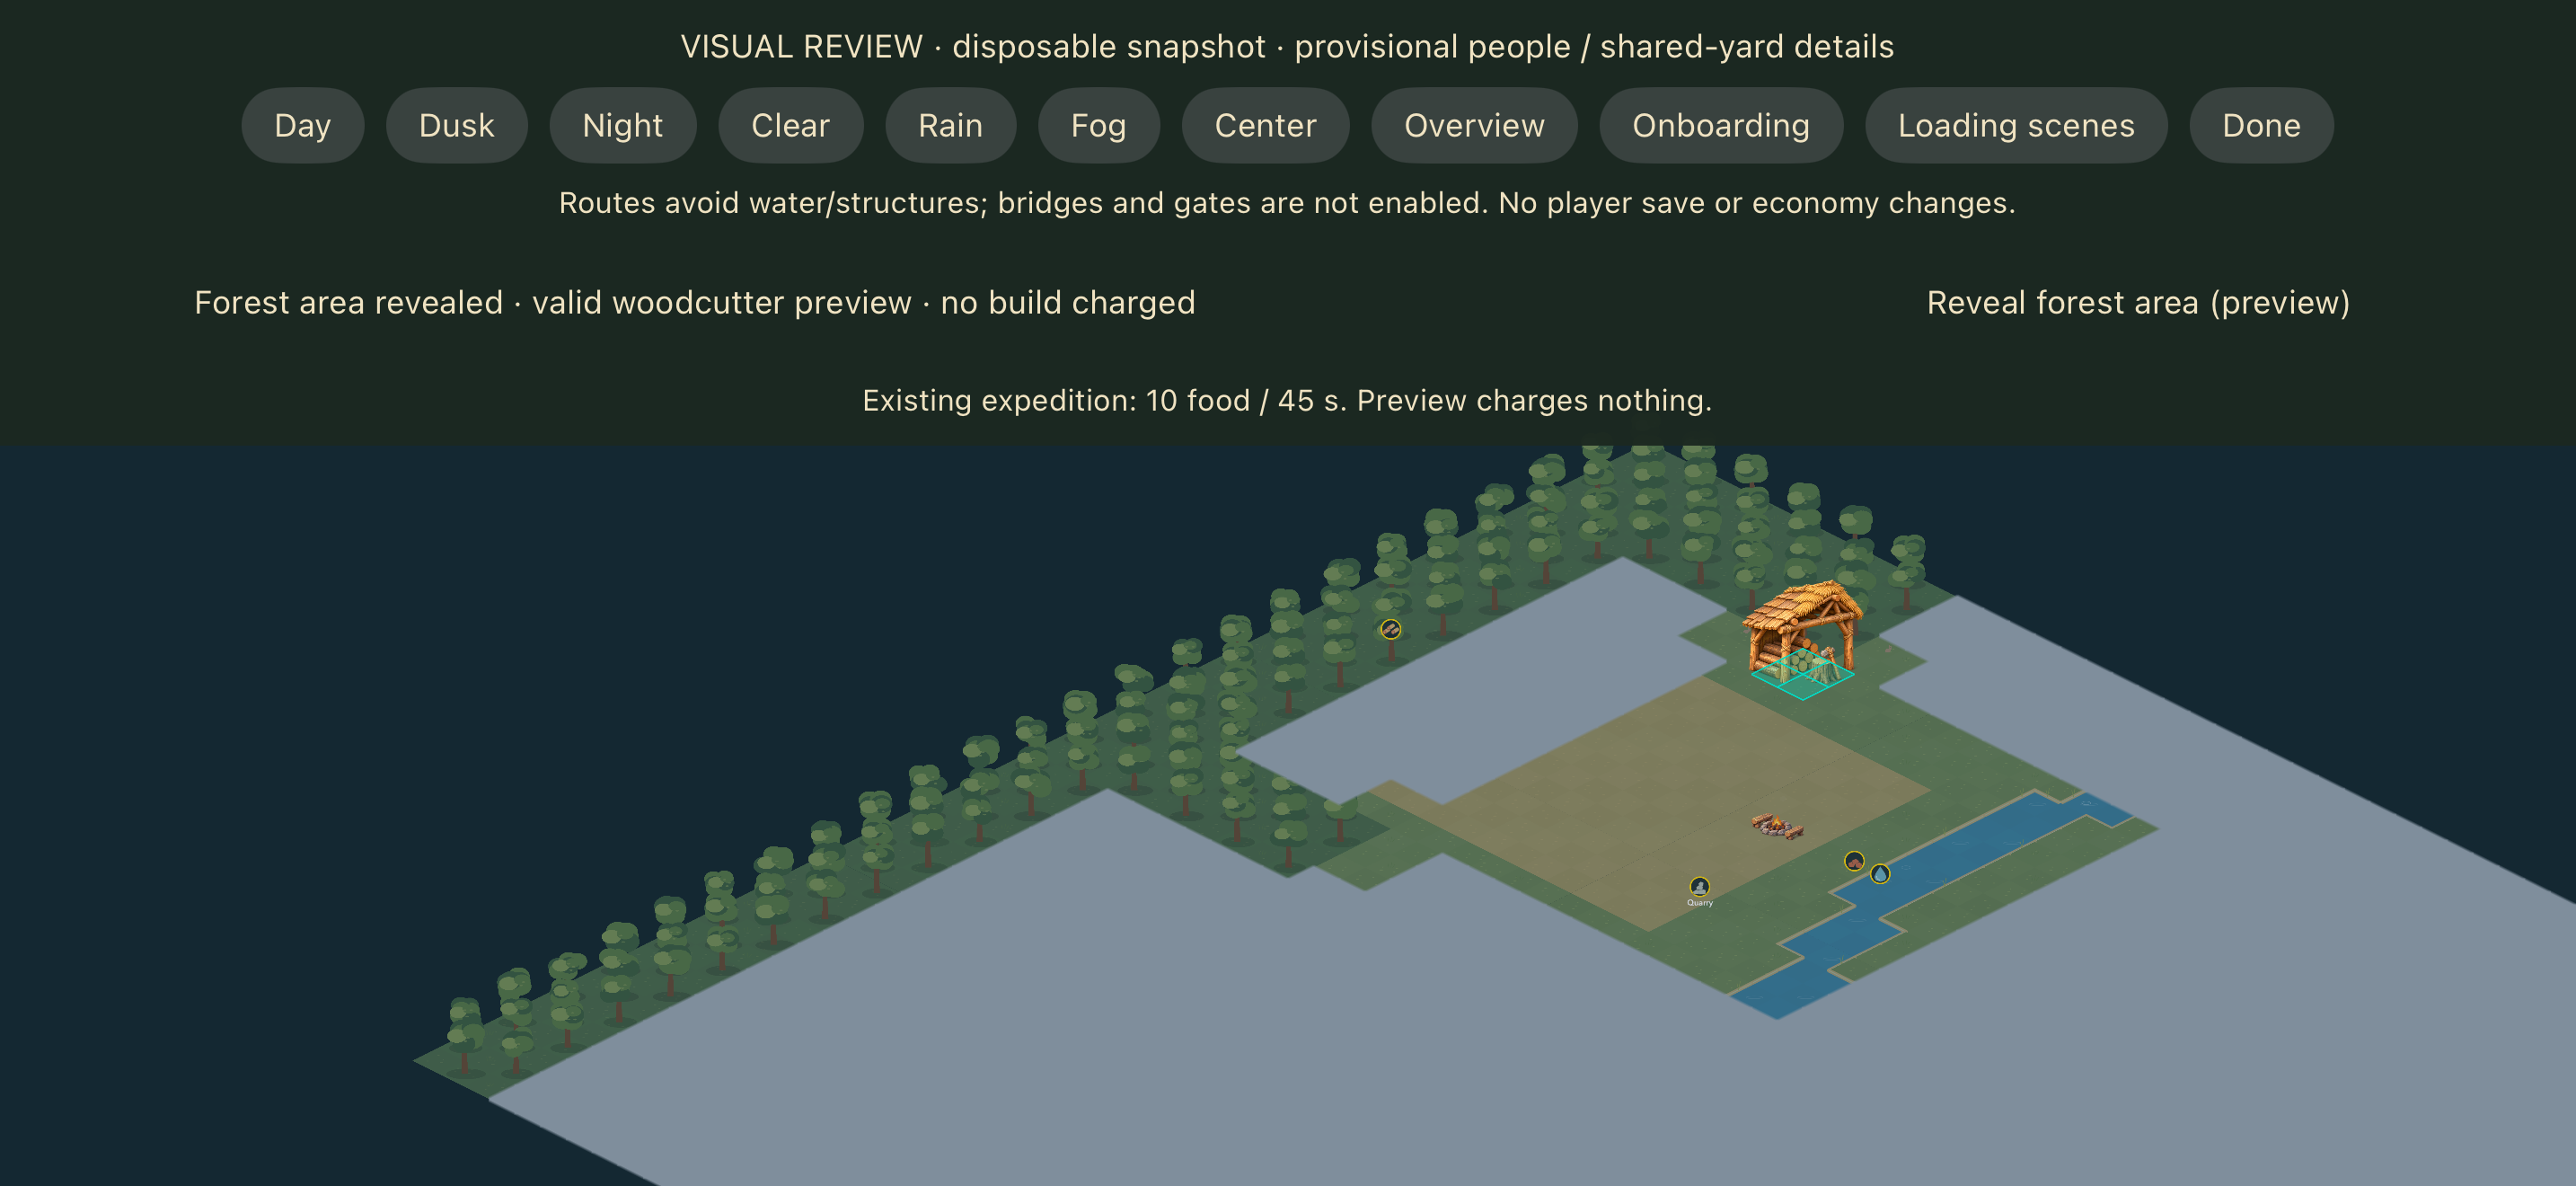 VISUAL REVIEW · disposable snapshot · provisional people / shared-yard details
Day Dusk Night Clear Rain Fog Center Overview Onboarding Loading scenes Done
Routes avoid water/structures; bridges and gates are not enabled. No player save or economy changes.
Forest area revealed · valid woodcutter preview · no build charged
Reveal forest area (preview)
Existing expedition: 10 food / 45 s. Preview charges nothing.
Quarry